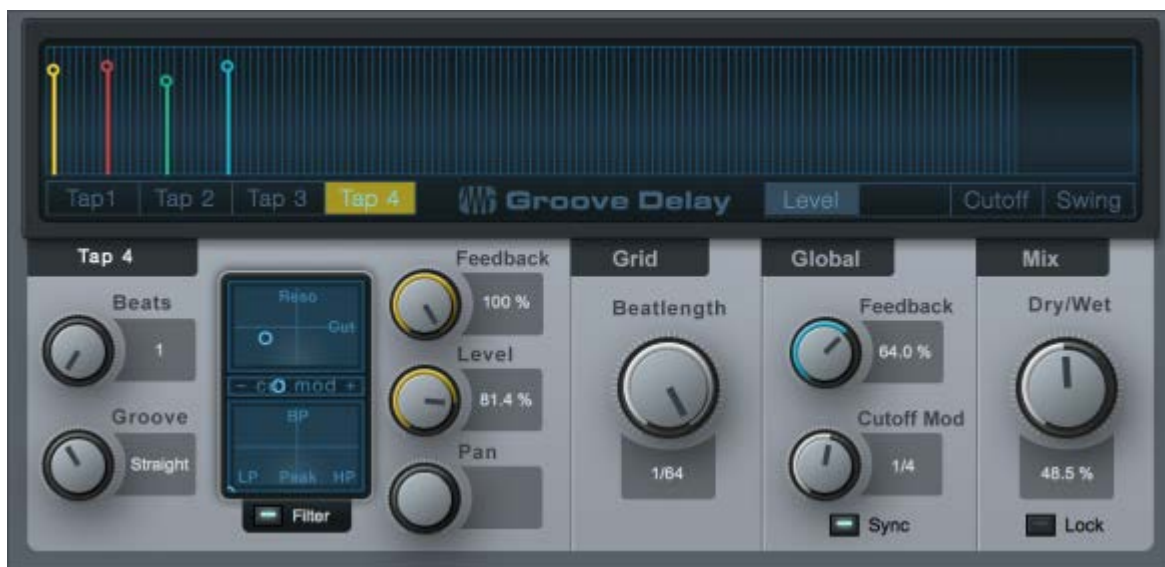 Tap1 Tap 2 Tap 3 Tap 4 Groove Delay Level Cutoff Swing
Tap 4
Beats
1
Groove
Straight
Reso
Cut
mod +
BP
LP Peak HP
Filter
Feedback
100 %
Level
81.4 %
Pan
Grid
Beatlength
1/64
Global
Feedback
64.0 %
Cutoff Mod
1/4
Sync
Mix
Dry/Wet
48.5 %
Lock